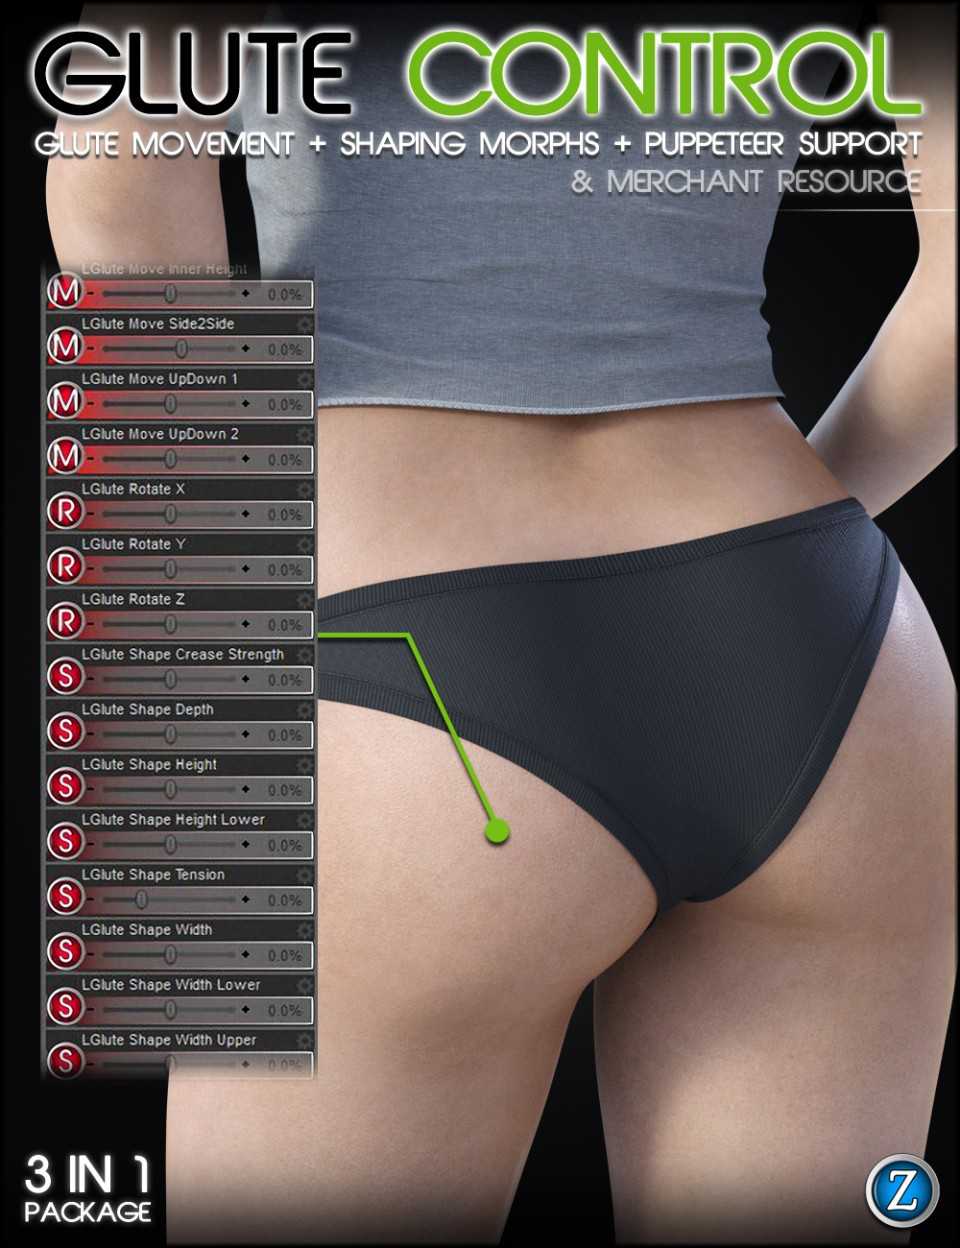 GLUTE CONTROL
GLUTE MOVEMENT + SHAPING MORPHS + PUPPETEER SUPPORT
& MERCHANT RESOURCE
LGlute Move Inner Height
M - + 0.0%
LGlute Move Side2Side
M - + 0.0%
LGlute Move UpDown 1
M - + 0.0%
LGlute Move UpDown 2
M - + 0.0%
LGlute Rotate X
R - + 0.0%
LGlute Rotate Y
R - + 0.0%
LGlute Rotate Z
R - + 0.0%
LGlute Shape Crease Strength
S - + 0.0%
LGlute Shape Depth
S - + 0.0%
LGlute Shape Height
S - + 0.0%
LGlute Shape Height Lower
S - + 0.0%
LGlute Shape Tension
S - + 0.0%
LGlute Shape Width
S - + 0.0%
LGlute Shape Width Lower
S - + 0.0%
LGlute Shape Width Upper
S - + 0.0%
3 IN 1
PACKAGE
Z